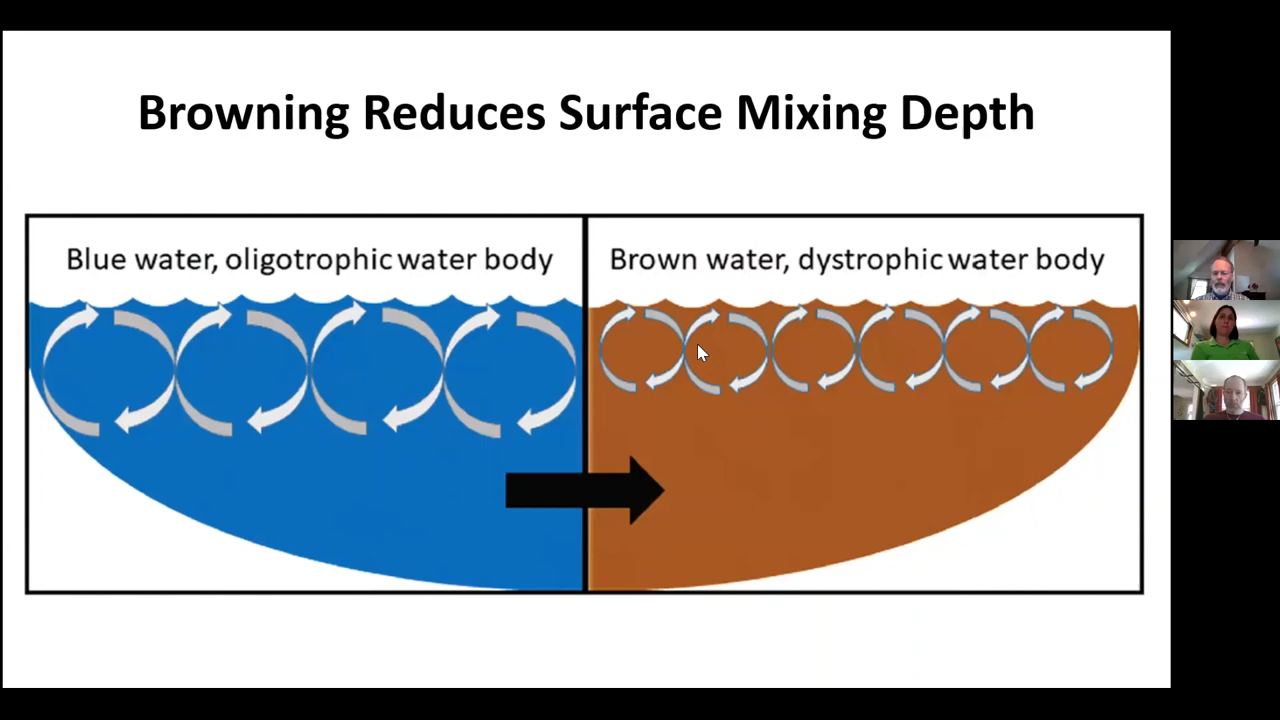 Browning Reduces Surface Mixing Depth
Blue water, oligotrophic water body
Brown water, dystrophic water body